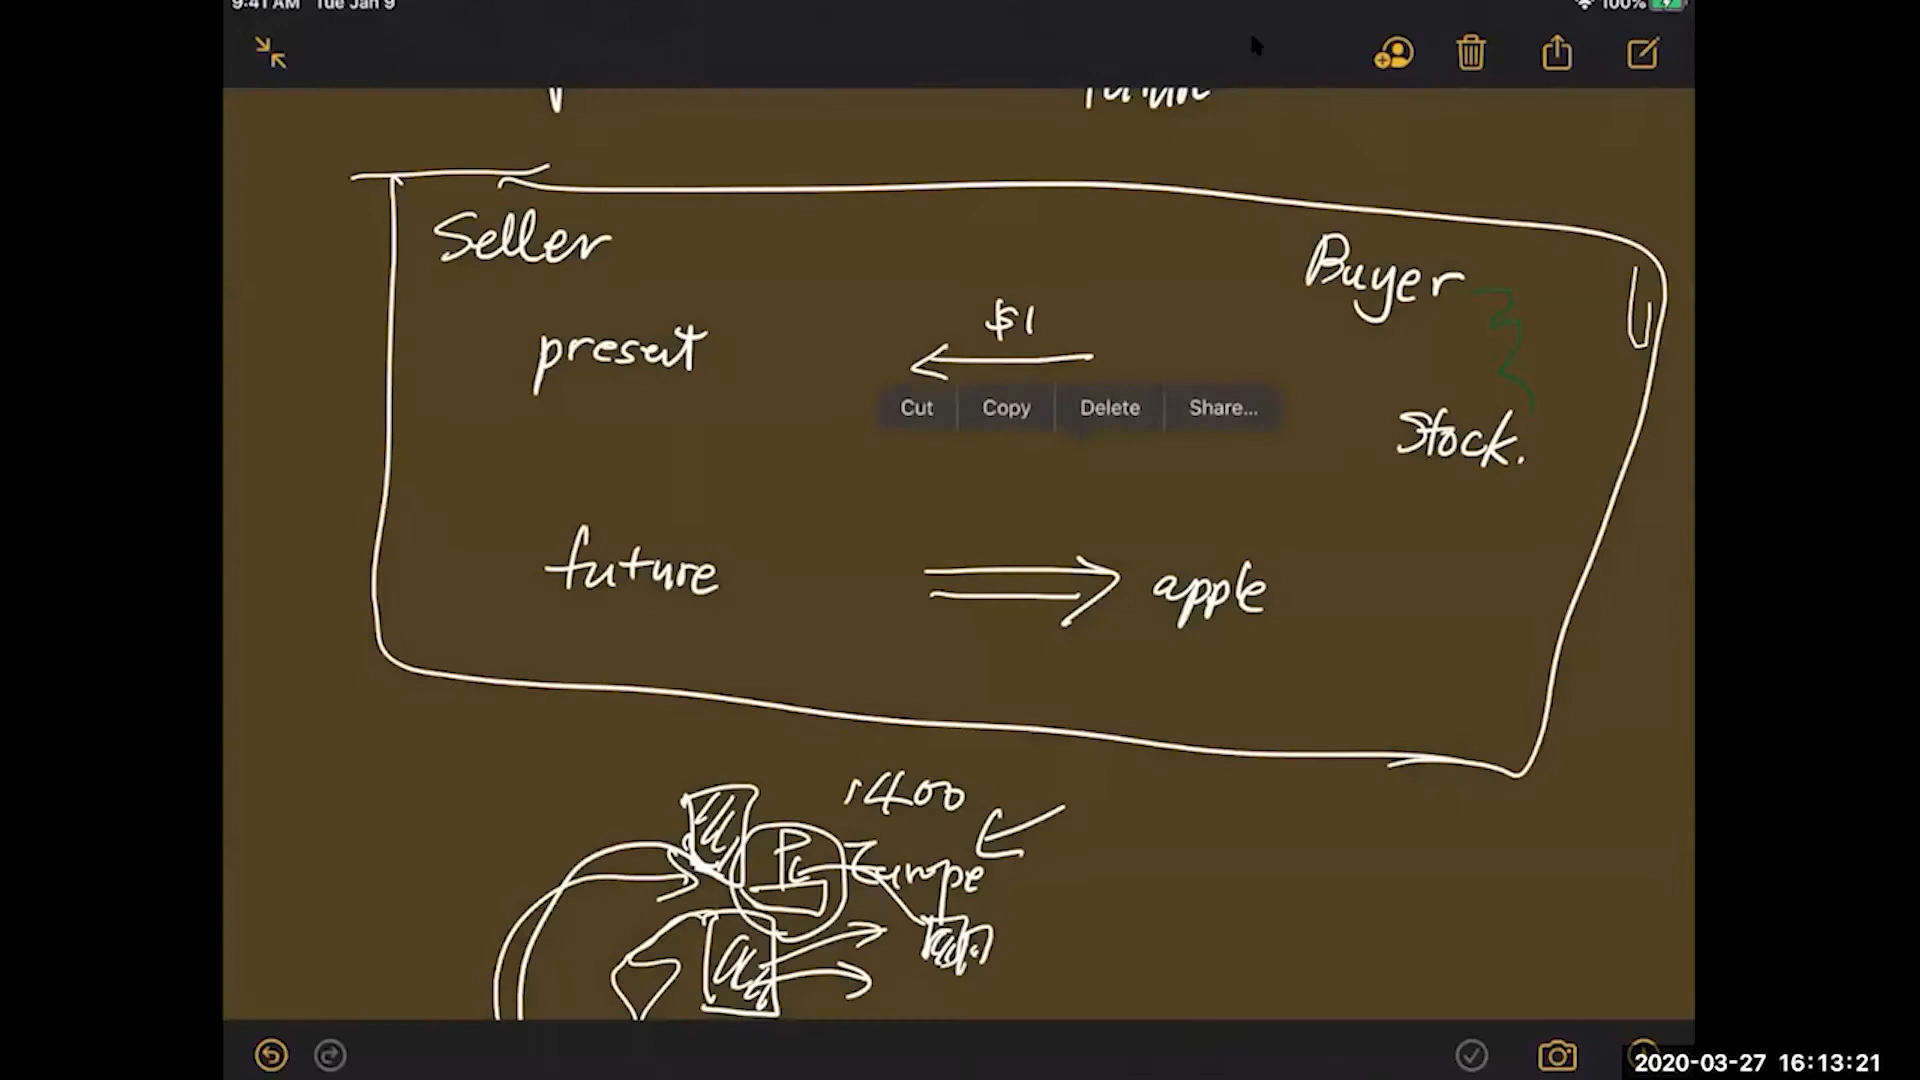 9:41 AM Tue Jan 9
100%
Seller
Buyer
$1
present
Cut Copy Delete Share...
Stock.
future
apple
1400
Europe
2020-03-27 16:13:21